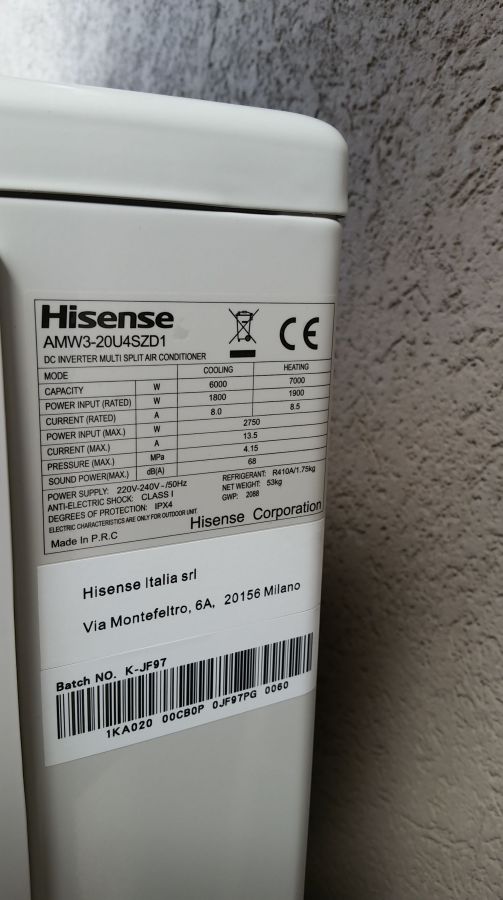 Hisense
AMW3-20U4SZD1
DC INVERTER MULTI SPLIT AIR CONDITIONER
MODE COOLING HEATING
CAPACITY W 6000 7000
POWER INPUT (RATED) W 1800 1900
CURRENT (RATED) A 8.0 8.5
POWER INPUT (MAX.) W 2750
CURRENT (MAX.) A 13.5
PRESSURE (MAX.) MPa 4.15
SOUND POWER(MAX.) dB(A) 68
POWER SUPPLY: 220V-240V~/50Hz REFRIGERANT: R410A/1.75kg
ANTI-ELECTRIC SHOCK: CLASS I NET WEIGHT: 53kg
DEGREES OF PROTECTION: IPX4 GWP: 2088
ELECTRIC CHARACTERISTICS ARE ONLY FOR OUTDOOR UNIT
Made In P.R.C Hisense Corporation
Hisense Italia srl
Via Montefeltro, 6A, 20156 Milano
Batch NO. K-JF97
1KA020 00CB0P 0JF97PG 0060